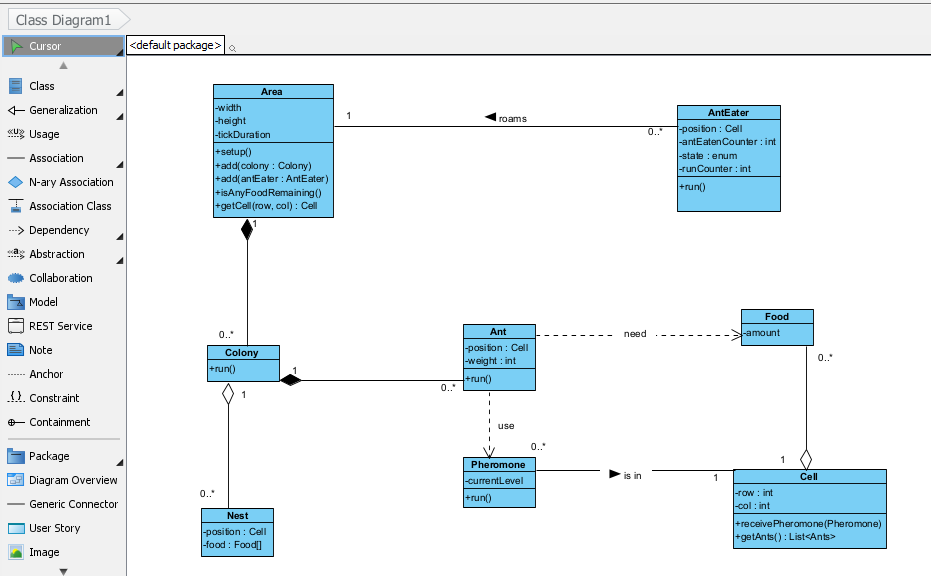 Class Diagram1
Cursor
<default package>
Class
Generalization
Usage
Association
N-ary Association
Association Class
Dependency
Abstraction
Collaboration
Model
REST Service
Note
Anchor
{} Constraint
Containment
Package
Diagram Overview
Generic Connector
User Story
Image
Area
-width
-height
-tickDuration
+setup()
+add(colony : Colony)
+add(antEater : AntEater)
+isAnyFoodRemaining()
+getCell(row, col) : Cell
1
roams
0..*
AntEater
-position : Cell
-antEatenCounter : int
-state : enum
-runCounter : int
+run()
1
0..*
Colony
+run()
1
0..*
Ant
-position : Cell
-weight : int
+run()
need
Food
-amount
0..*
1
use
1
0..*
Nest
-position : Cell
-food : Food[]
Pheromone
-currentLevel
+run()
0..*
is in
1
Cell
-row : int
-col : int
+receivePheromone(Pheromone)
+getAnts() : List<Ants>